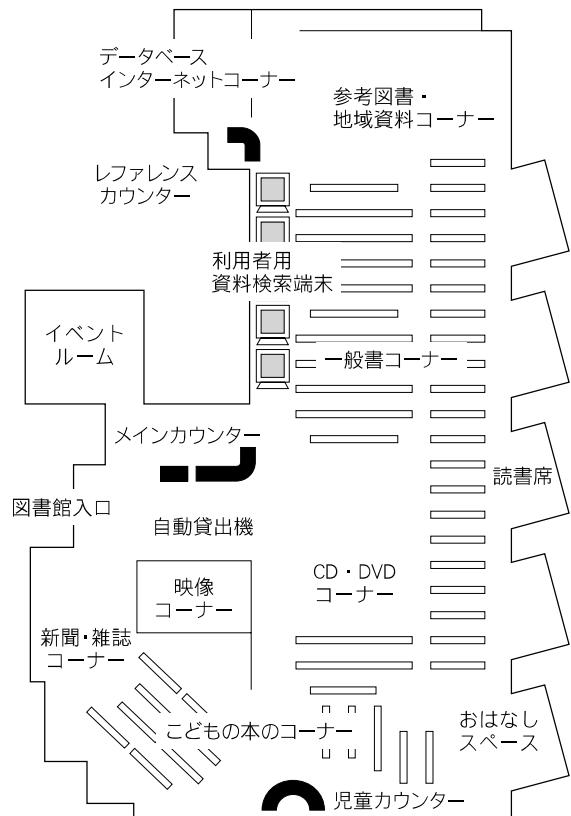 データベース
インターネットコーナー
参考図書・
地域資料コーナー
レファレンス
カウンター
利用者用
資料検索端末
イベント
ルーム
一般書コーナー
メインカウンター
読書席
図書館入口
自動貸出機
映像
コーナー
CD・DVD
コーナー
新聞・雑誌
コーナー
こどもの本のコーナー
おはなし
スペース
児童カウンター